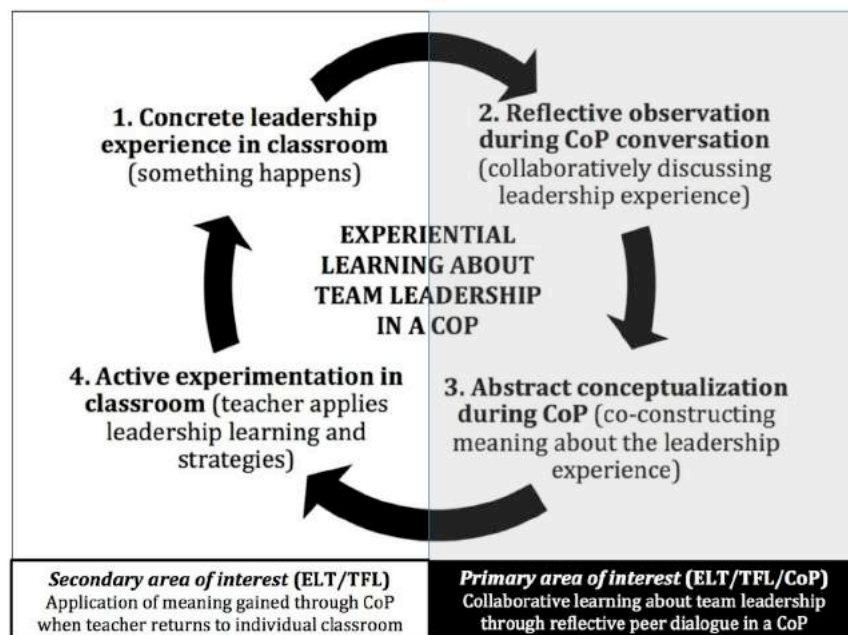 1. Concrete leadership
experience in classroom
(something happens)
2. Reflective observation
during CoP conversation
(collaboratively discussing
leadership experience)
EXPERIENTIAL
LEARNING ABOUT
TEAM LEADERSHIP
IN A COP
3. Abstract conceptualization
during CoP (co-constructing
meaning about the leadership
experience)
4. Active experimentation in
classroom (teacher applies
leadership learning and
strategies)
Secondary area of interest (ELT/TFL)
Application of meaning gained through CoP
when teacher returns to individual classroom
Primary area of interest (ELT/TFL/CoP)
Collaborative learning about team leadership
through reflective peer dialogue in a CoP